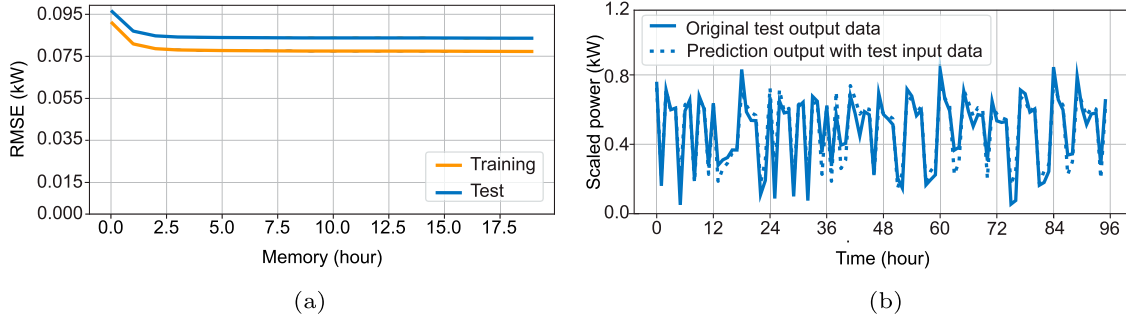 0.095
0.075
0.055
0.035
0.015
0.000
RMSE (kW)
Training
Test
0.0 2.5 5.0 7.5 10.0 12.5 15.0 17.5
Memory (hour)
(a)
1.2
0.8
0.4
0.0
Scaled power (kW)
Original test output data
Prediction output with test input data
0 12 24 36 48 60 72 84 96
Time (hour)
(b)